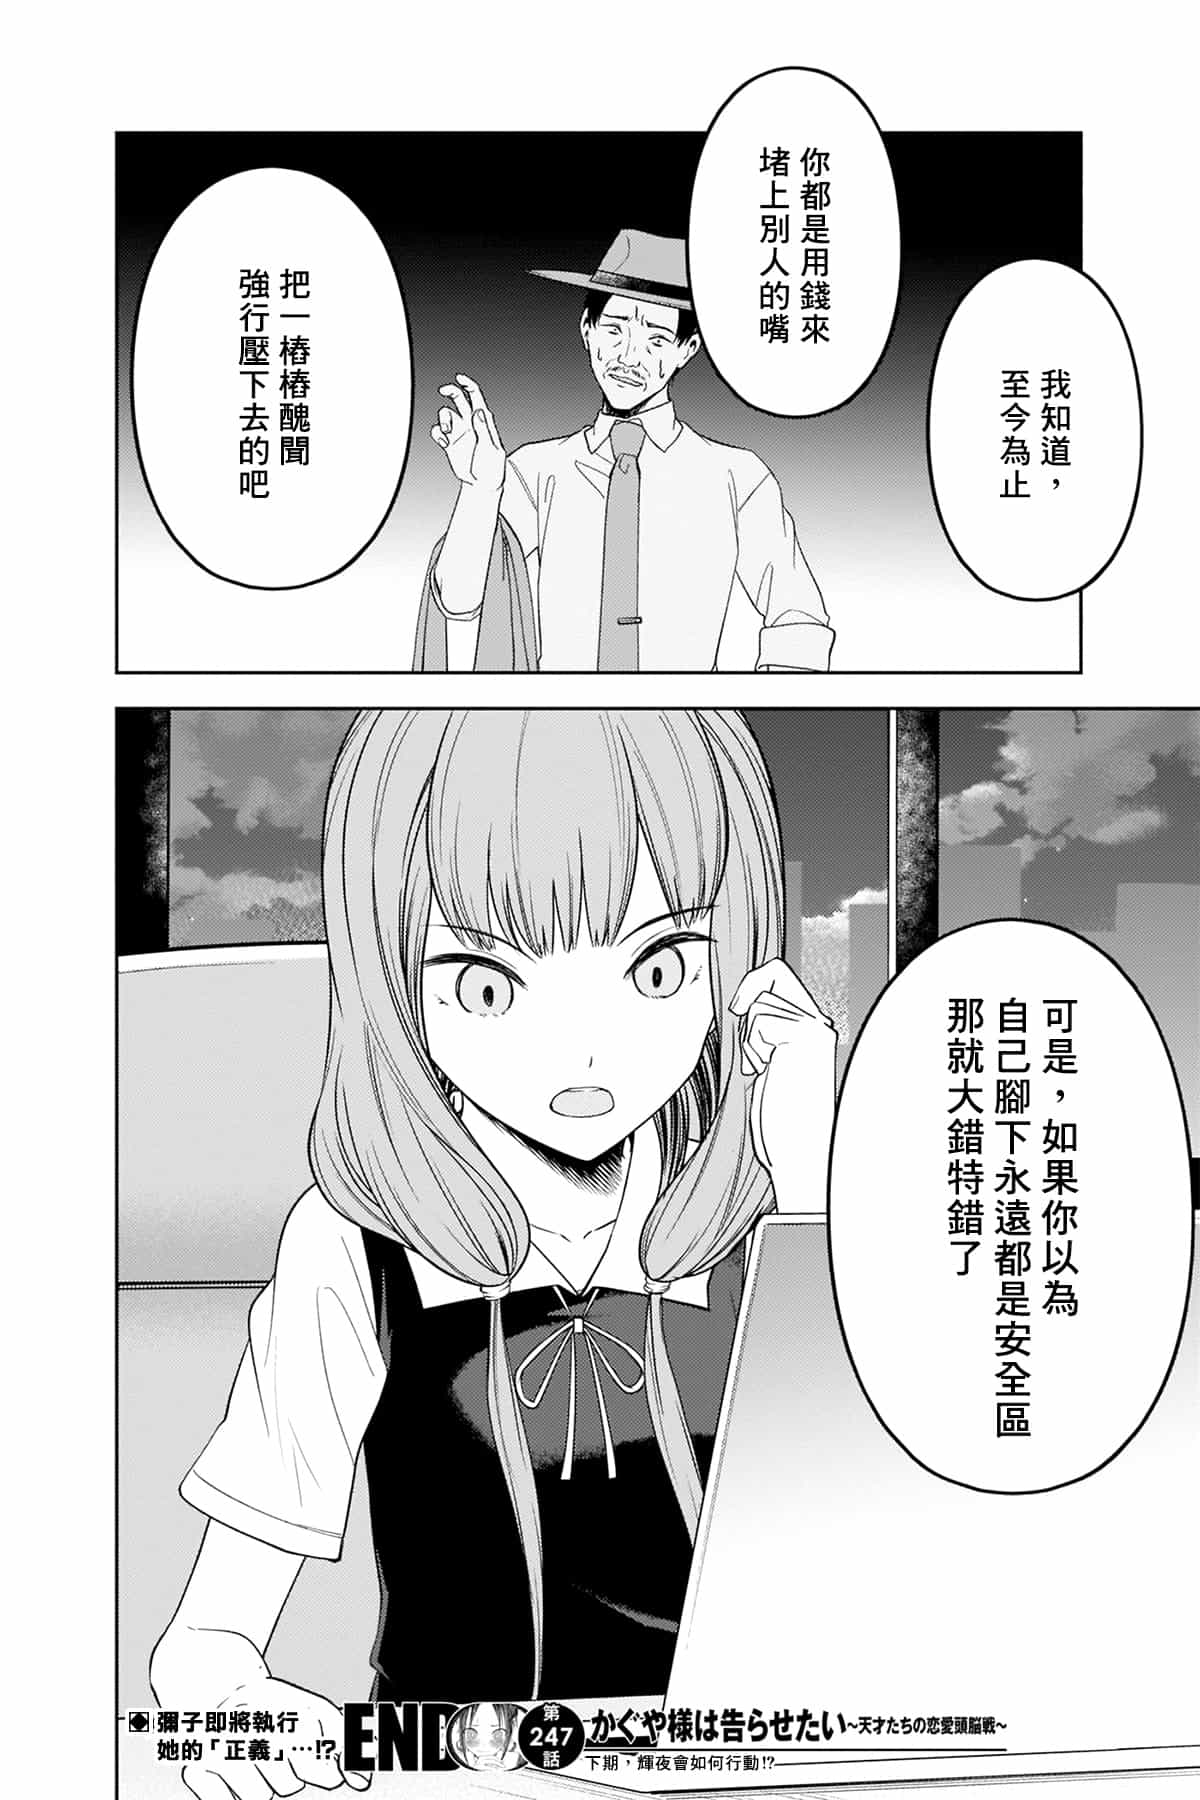 我知道，
至今為止
你都是用錢來
堵上別人的嘴
把一樁樁醜聞
強行壓下去的吧
可是，如果你以為
自己腳下永遠都是安全區
那就大錯特錯了
彌子即將執行
她的「正義」…!?
END
第
247
話
かぐや様は告らせたい～天才たちの恋愛頭脳戦～
下期，輝夜會如何行動!?